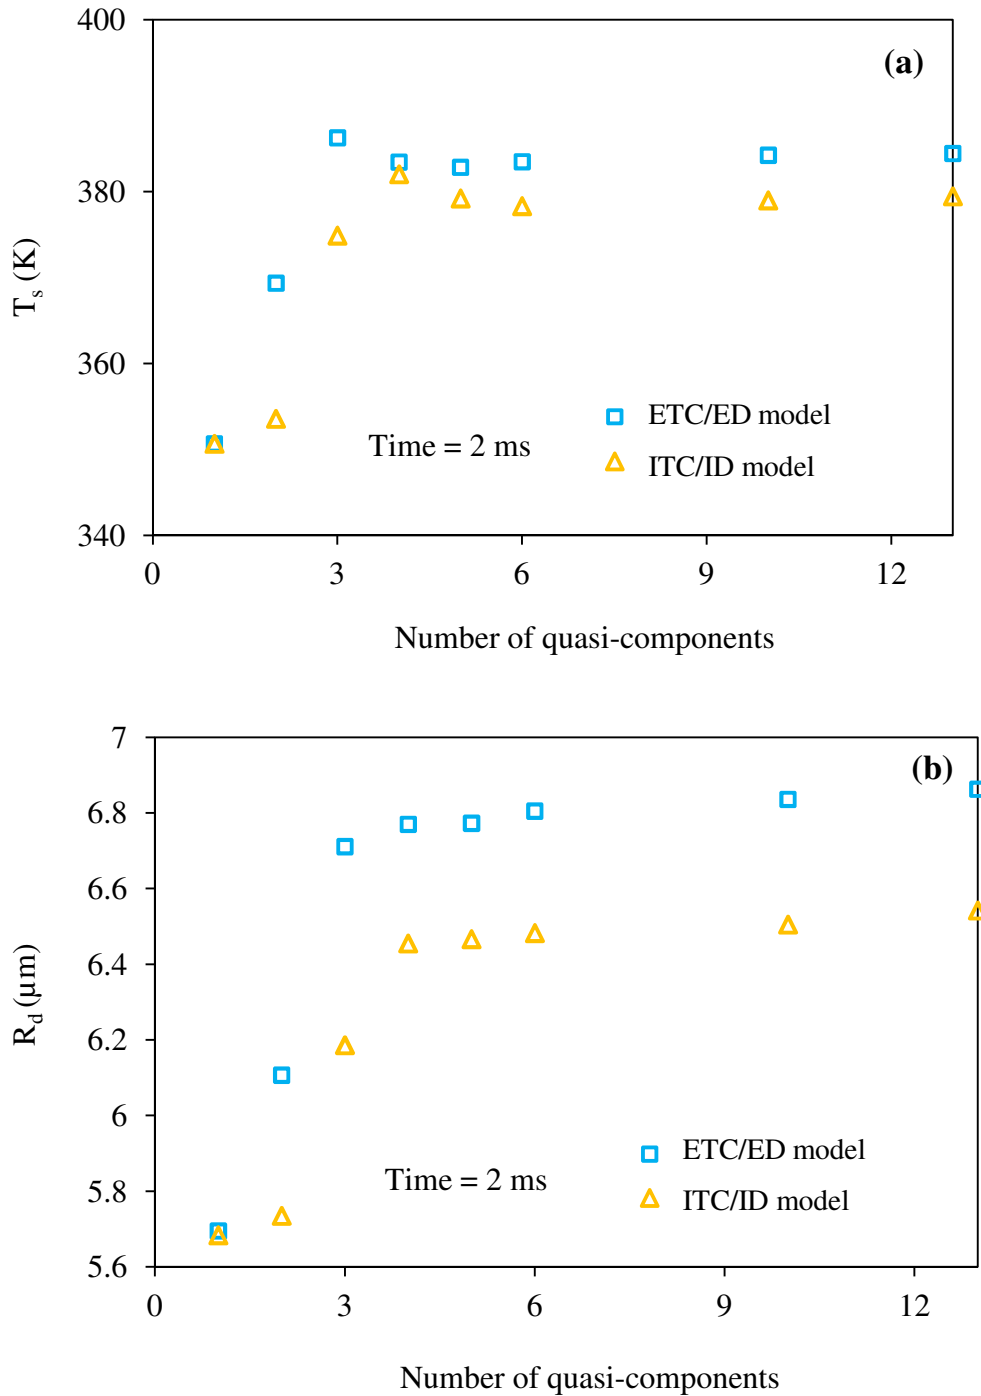 400
(a)
380
T_s (K)
360
ETC/ED model
Time = 2 ms
ITC/ID model
340
0 3 6 9 12
Number of quasi-components
7
(b)
6.8
6.6
6.4
R_d (µm)
6.2
6
ETC/ED model
Time = 2 ms
ITC/ID model
5.8
5.6
0 3 6 9 12
Number of quasi-components